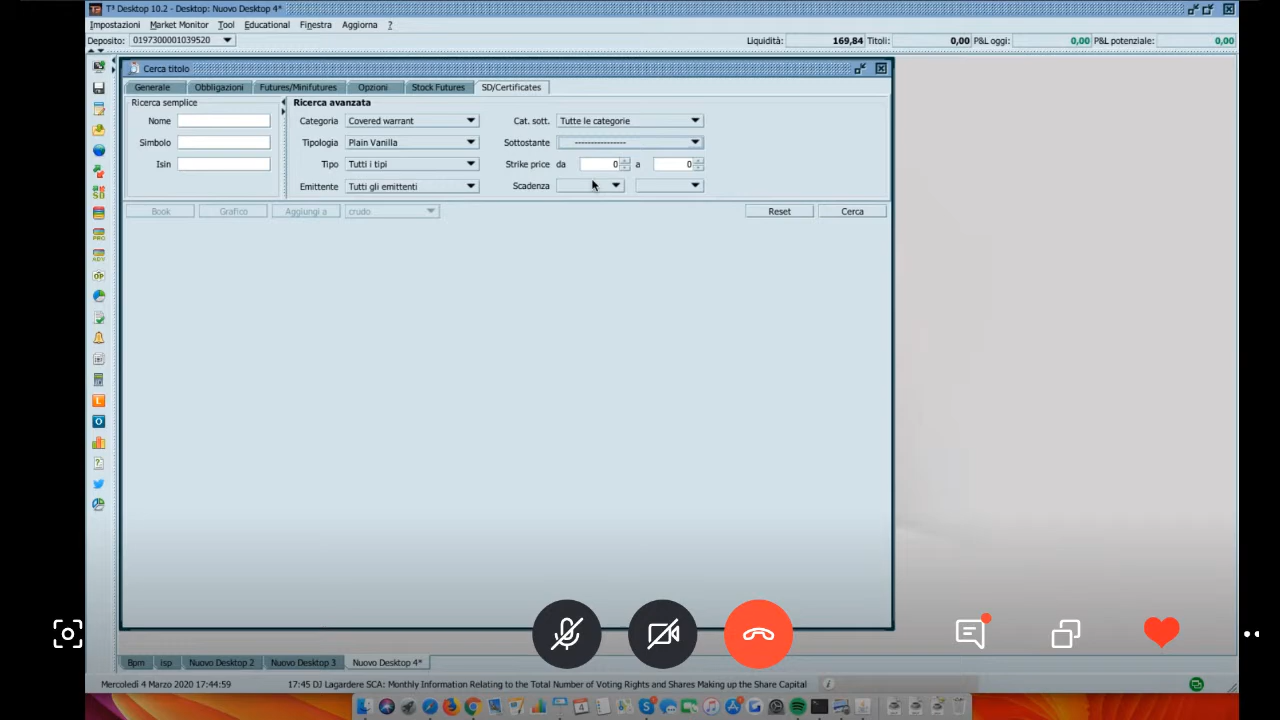 T³ Desktop 10.2 - Desktop: Nuovo Desktop 4*
Impostazioni Market Monitor Tool Educational Finestra Aggiorna ?
Deposito: 0197300001039520 Liquidità: 169,84 Titoli: 0,00 P&L oggi: 0,00 P&L potenziale: 0,00
Cerca titolo
Generale Obbligazioni Futures/Minifutures Opzioni Stock Futures SD/Certificates
Ricerca semplice Ricerca avanzata
Nome Categoria Covered warrant Cat. sott. Tutte le categorie
Simbolo Tipologia Plain Vanilla Sottostante ----------------
Isin Tipo Tutti i tipi Strike price da 0 a 0
Emittente Tutti gli emittenti Scadenza
Book Grafico Aggiungi a crudo Reset Cerca
SD
PRO
ADV
OP
Bpm isp Nuovo Desktop 2 Nuovo Desktop 3 Nuovo Desktop 4*
Mercoledì 4 Marzo 2020 17:44:59 17:45 DJ Lagardere SCA: Monthly Information Relating to the Total Number of Voting Rights and Shares Making up the Share Capital